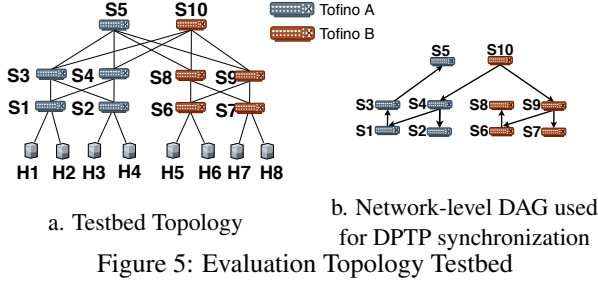 S5 S10
Tofino A
Tofino B
S3 S4 S8 S9
S1 S2 S6 S7
H1 H2 H3 H4 H5 H6 H7 H8
a. Testbed Topology
S5 S10
S3 S4 S8 S9
S1 S2 S6 S7
b. Network-level DAG used
for DPTP synchronization
Figure 5: Evaluation Topology Testbed